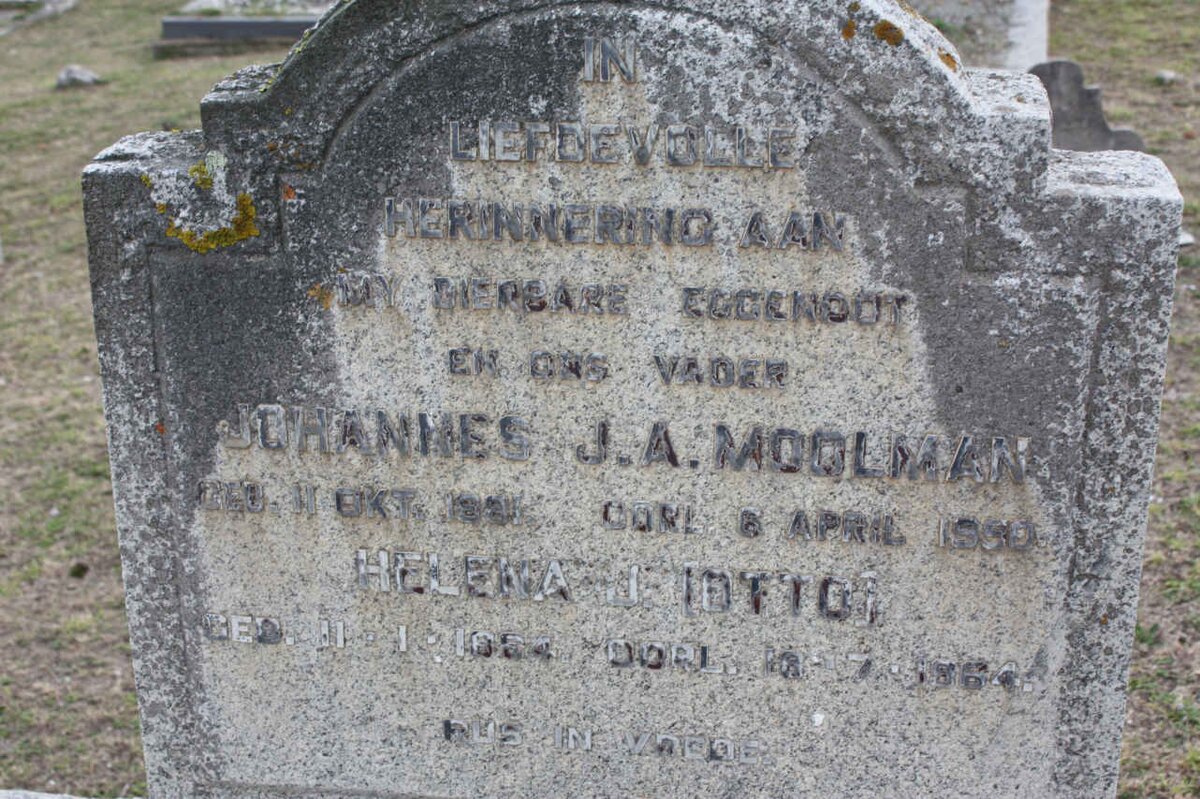 IN
LIEFDEVOLLE
HERINNERING AAN
MY DIERBARE EGGENOOT
EN ONS VADER
JOHANNES J.A. MOOLMAN
GEB. 11 OKT. 1881. OORL. 6 APRIL 1950.
HELENA J. [OTTO]
GEB. 11·1·1884 OORL. 18·7·1964.
RUS IN VREDE